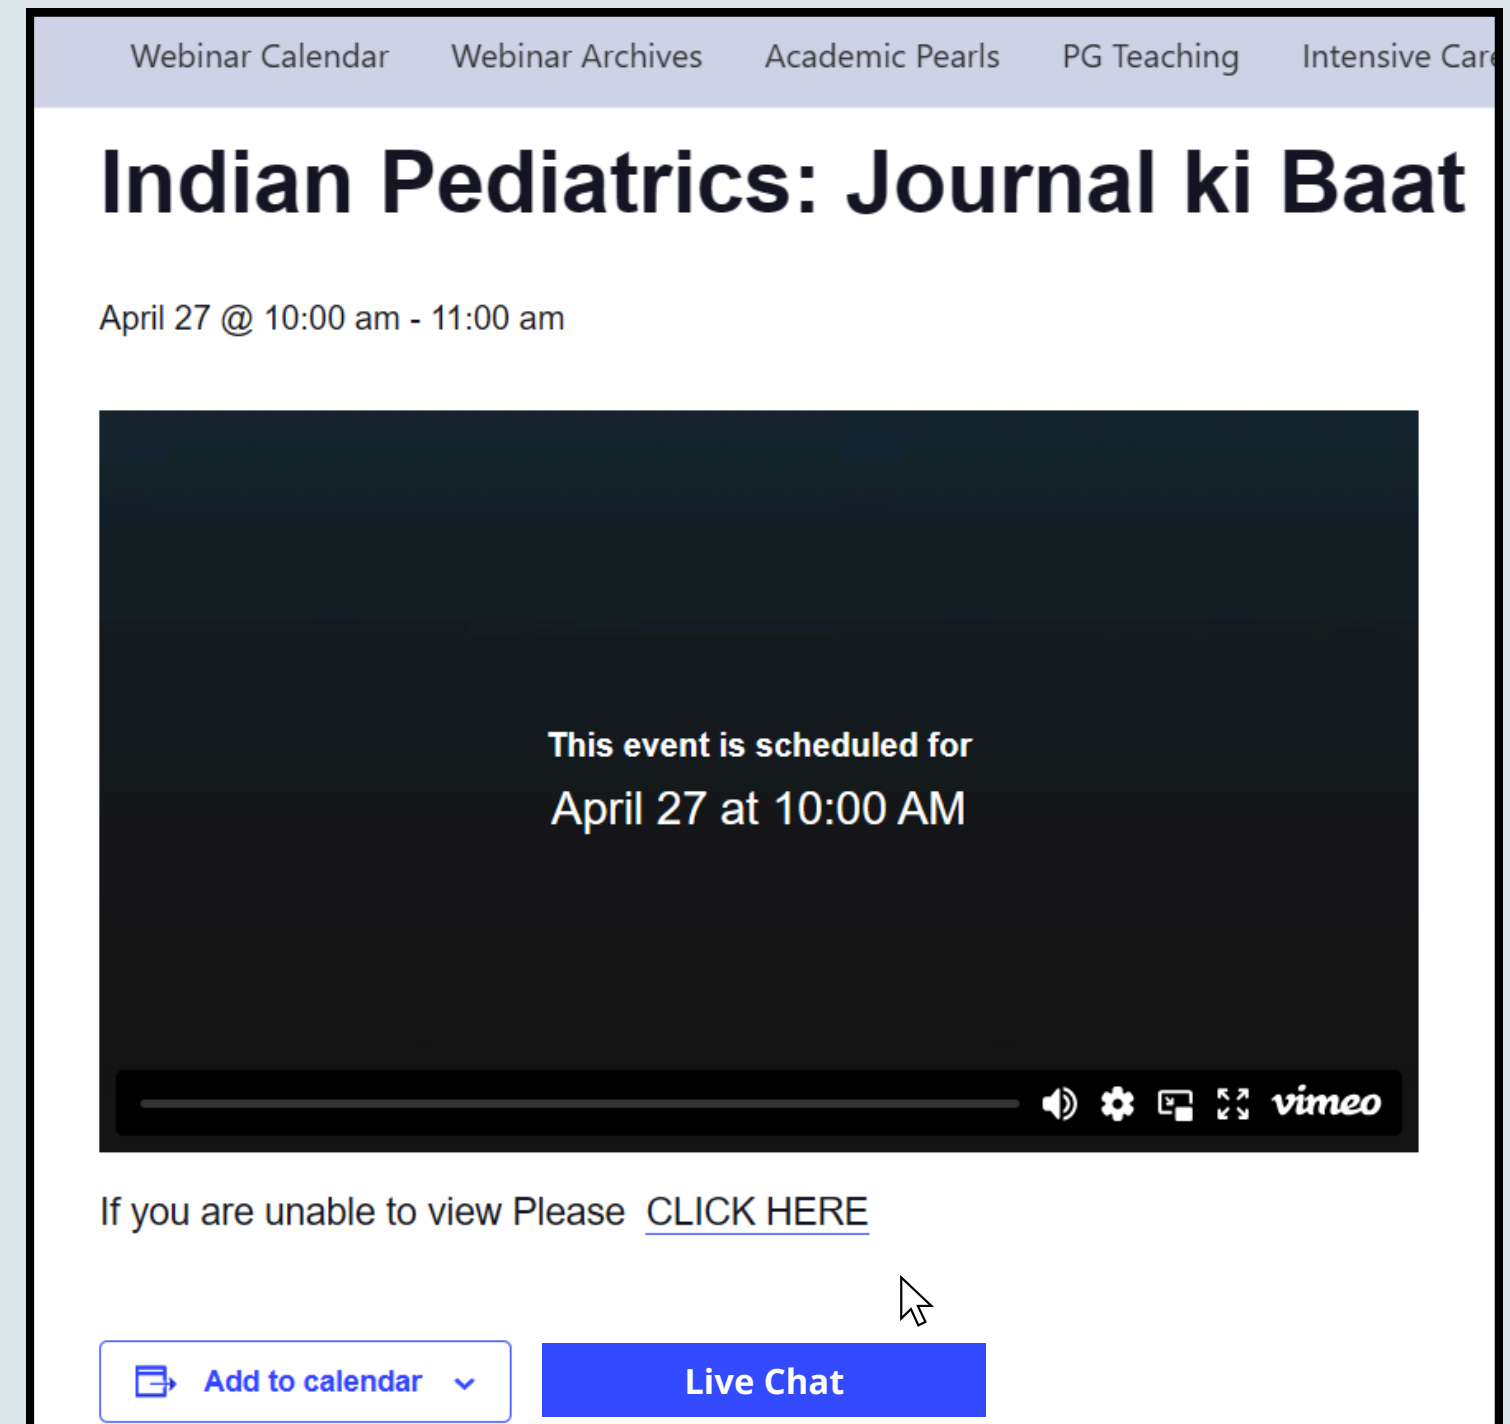 Webinar Calendar Webinar Archives Academic Pearls PG Teaching Intensive Care
Indian Pediatrics: Journal ki Baat
April 27 @ 10:00 am - 11:00 am
This event is scheduled for
April 27 at 10:00 AM
vimeo
If you are unable to view Please CLICK HERE
Add to calendar Live Chat